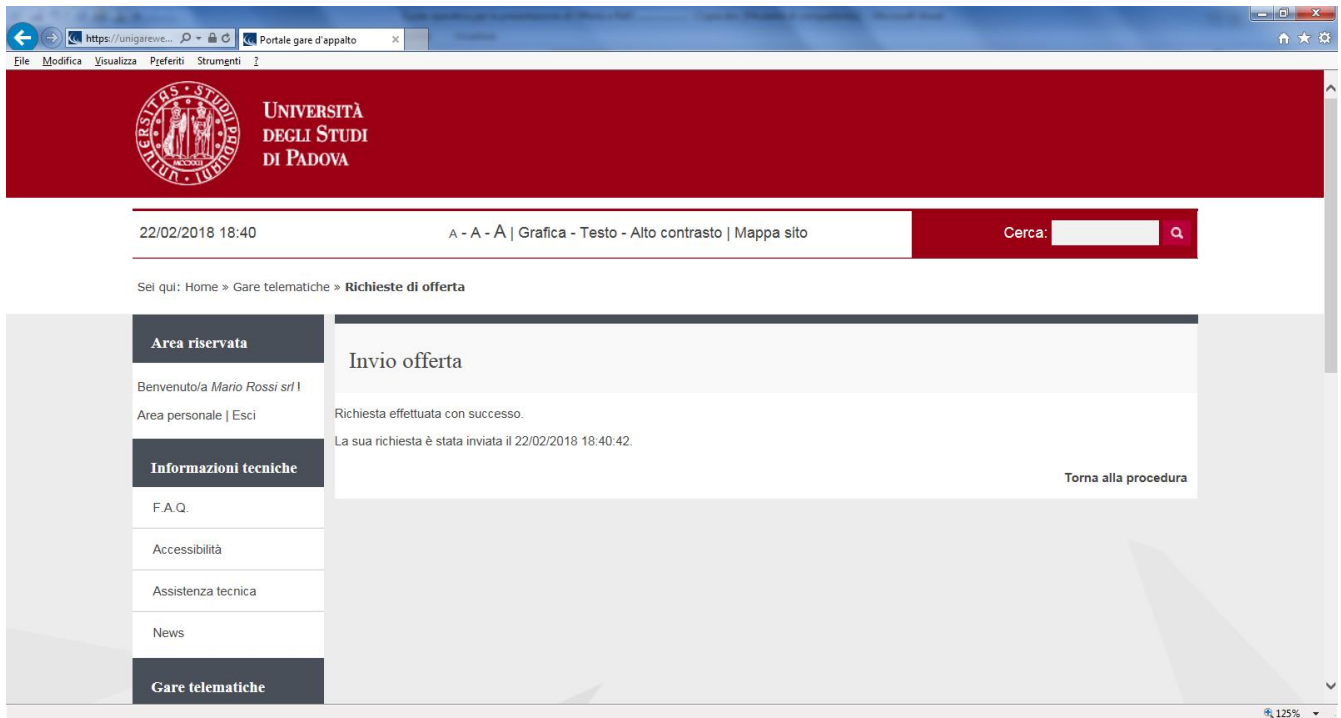 https://unigarewe...
Portale gare d'appalto
File Modifica Visualizza Preferiti Strumenti ?
UNIVERSITÀ
DEGLI STUDI
DI PADOVA
22/02/2018 18:40
A - A - A | Grafica - Testo - Alto contrasto | Mappa sito
Cerca:
Sei qui: Home » Gare telematiche » Richieste di offerta
Area riservata
Benvenuto/a Mario Rossi srl !
Area personale | Esci
Informazioni tecniche
F.A.Q.
Accessibilità
Assistenza tecnica
News
Gare telematiche
Invio offerta
Richiesta effettuata con successo.
La sua richiesta è stata inviata il 22/02/2018 18:40:42.
Torna alla procedura
125%